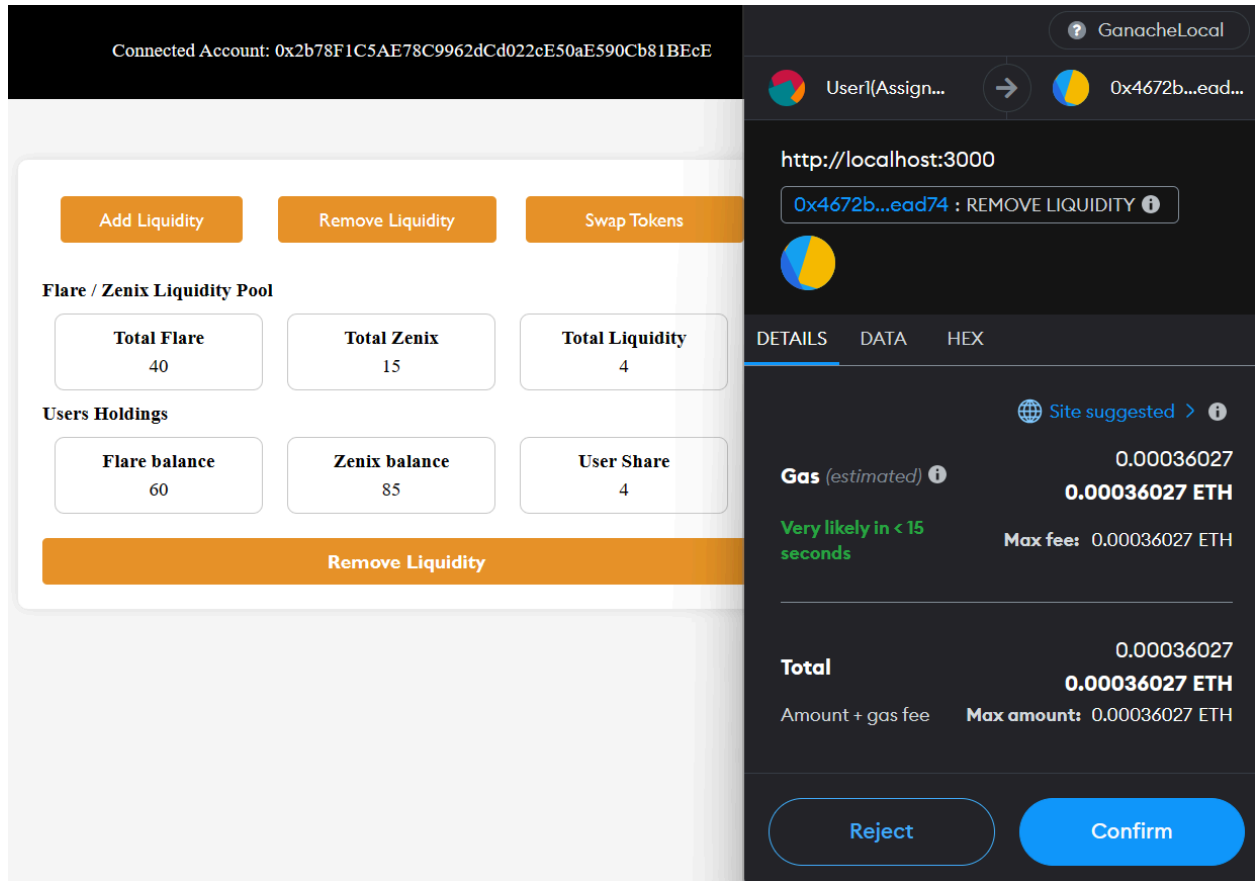 Connected Account: 0x2b78F1C5AE78C9962dCd022cE50aE590Cb81BEcE
Add Liquidity
Remove Liquidity
Swap Tokens
Flare / Zenix Liquidity Pool
Total Flare
40
Total Zenix
15
Total Liquidity
4
Users Holdings
Flare balance
60
Zenix balance
85
User Share
4
Remove Liquidity
GanacheLocal
User1(Assign...
0x4672b...ead...
http://localhost:3000
0x4672b...ead74 : REMOVE LIQUIDITY
DETAILS
DATA
HEX
Site suggested >
Gas (estimated)
0.00036027
0.00036027 ETH
Very likely in < 15
seconds
Max fee: 0.00036027 ETH
Total
0.00036027
0.00036027 ETH
Amount + gas fee
Max amount: 0.00036027 ETH
Reject
Confirm